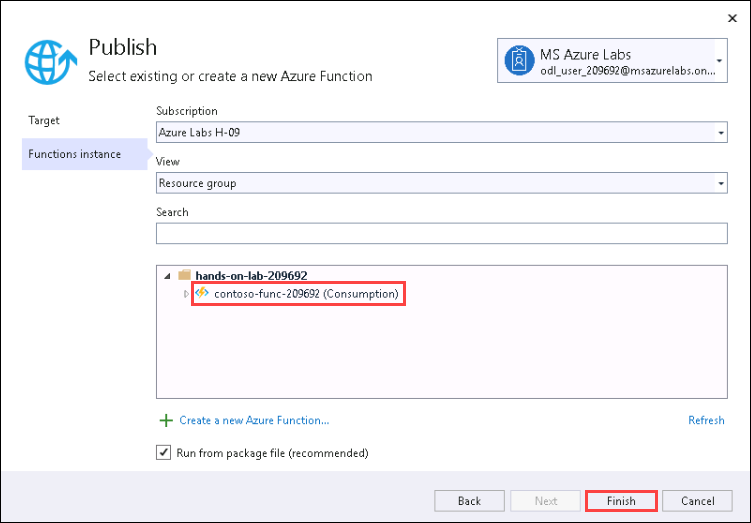 Publish
Select existing or create a new Azure Function
MS Azure Labs
odl_user_209692@msazurelabs.on...
Target
Functions instance
Subscription
Azure Labs H-09
View
Resource group
Search
hands-on-lab-209692
contoso-func-209692 (Consumption)
Create a new Azure Function...
Refresh
Run from package file (recommended)
Back
Next
Finish
Cancel